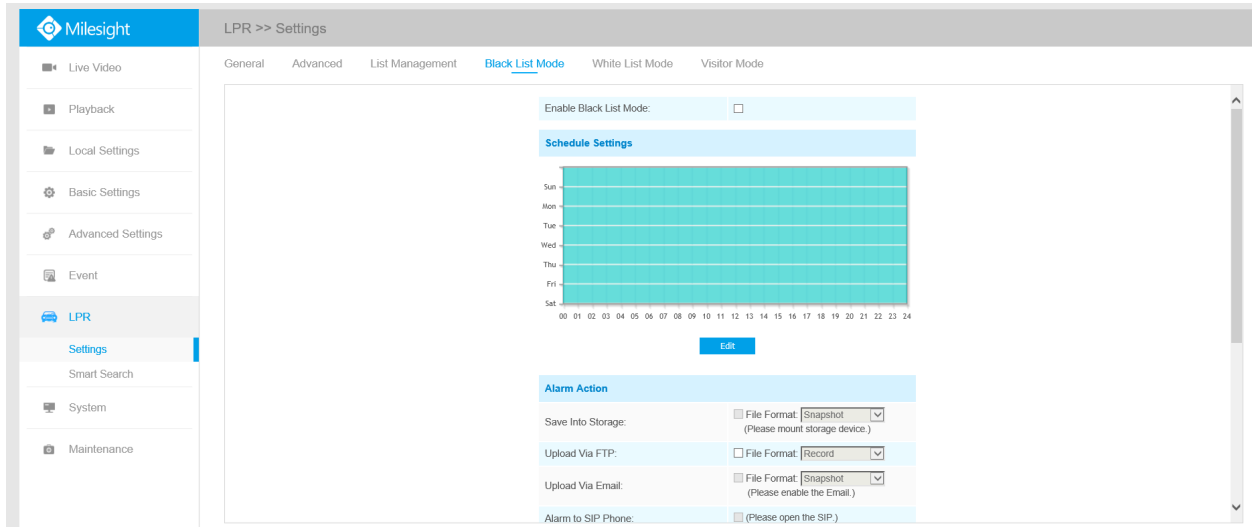 Milesight
LPR >> Settings
Live Video
Playback
Local Settings
Basic Settings
Advanced Settings
Event
LPR
Settings
Smart Search
System
Maintenance
General Advanced List Management Black List Mode White List Mode Visitor Mode
Enable Black List Mode:
Schedule Settings
Sun
Mon
Tue
Wed
Thu
Fri
Sat
00 01 02 03 04 05 06 07 08 09 10 11 12 13 14 15 16 17 18 19 20 21 22 23 24
Edit
Alarm Action
Save Into Storage: File Format: Snapshot
(Please mount storage device.)
Upload Via FTP: File Format: Record
Upload Via Email: File Format: Snapshot
(Please enable the Email.)
Alarm to SIP Phone: (Please open the SIP.)